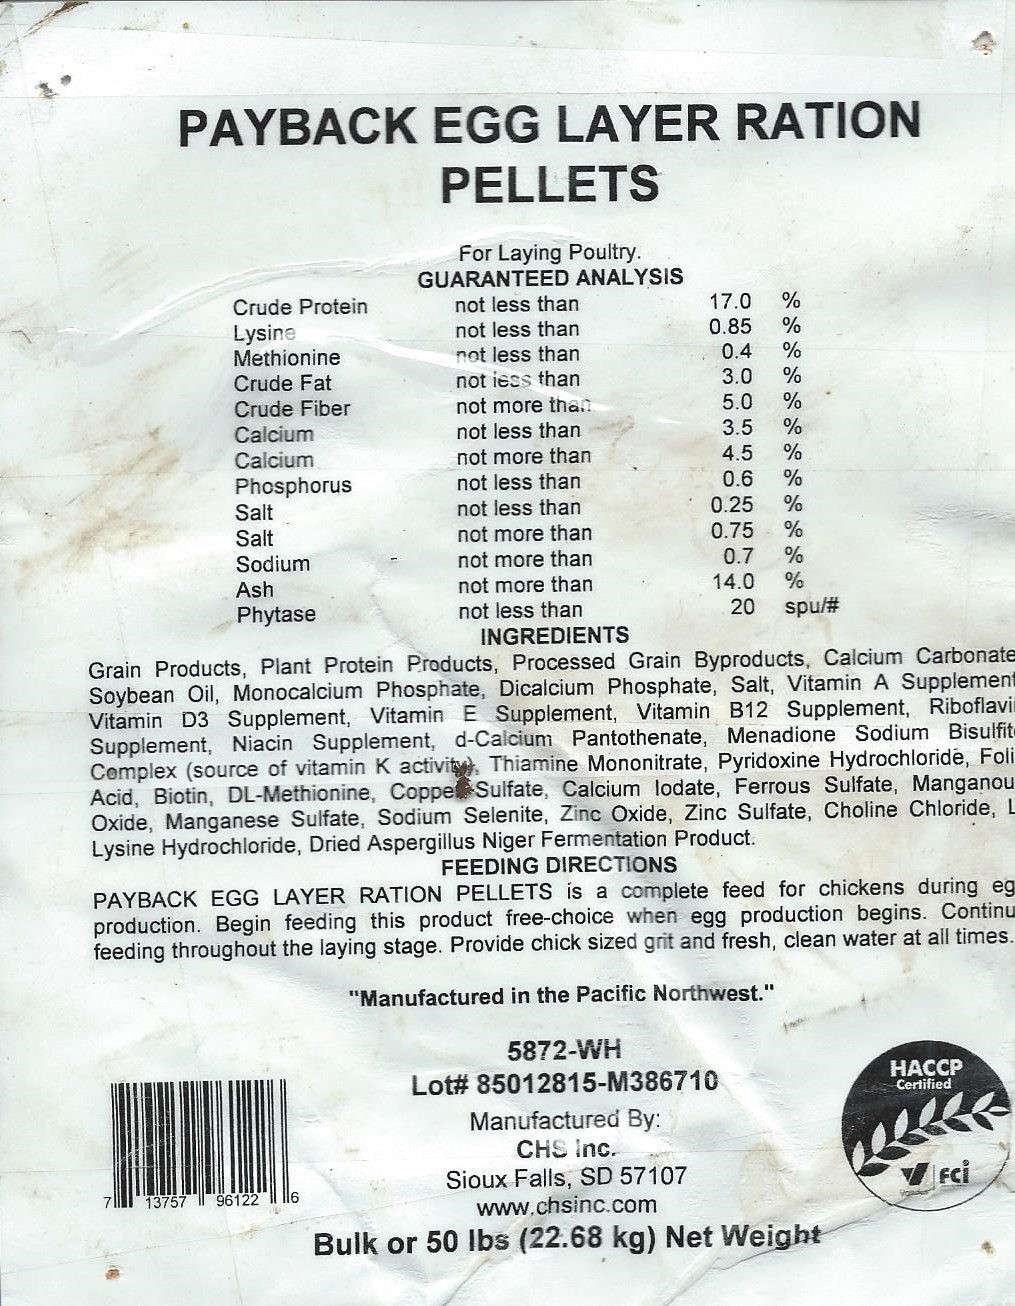 PAYBACK EGG LAYER RATION
PELLETS
For Laying Poultry.
GUARANTEED ANALYSIS
Crude Protein not less than 17.0 %
Lysine not less than 0.85 %
Methionine not less than 0.4 %
Crude Fat not less than 3.0 %
Crude Fiber not more than 5.0 %
Calcium not less than 3.5 %
Calcium not more than 4.5 %
Phosphorus not less than 0.6 %
Salt not less than 0.25 %
Salt not more than 0.75 %
Sodium not more than 0.7 %
Ash not more than 14.0 %
Phytase not less than 20 spu/#
INGREDIENTS
Grain Products, Plant Protein Products, Processed Grain Byproducts, Calcium Carbonate
Soybean Oil, Monocalcium Phosphate, Dicalcium Phosphate, Salt, Vitamin A Supplement
Vitamin D3 Supplement, Vitamin E Supplement, Vitamin B12 Supplement, Riboflavi
Supplement, Niacin Supplement, d-Calcium Pantothenate, Menadione Sodium Bisulfit
Complex (source of vitamin K activity), Thiamine Mononitrate, Pyridoxine Hydrochloride, Foli
Acid, Biotin, DL-Methionine, Copper Sulfate, Calcium Iodate, Ferrous Sulfate, Manganou
Oxide, Manganese Sulfate, Sodium Selenite, Zinc Oxide, Zinc Sulfate, Choline Chloride, L
Lysine Hydrochloride, Dried Aspergillus Niger Fermentation Product.
FEEDING DIRECTIONS
PAYBACK EGG LAYER RATION PELLETS is a complete feed for chickens during eg
production. Begin feeding this product free-choice when egg production begins. Continu
feeding throughout the laying stage. Provide chick sized grit and fresh, clean water at all times.
"Manufactured in the Pacific Northwest."
5872-WH
Lot# 85012815-M386710
Manufactured By:
CHS Inc.
Sioux Falls, SD 57107
www.chsinc.com
Bulk or 50 lbs (22.68 kg) Net Weight
7 13757 96122 6
HACCP
Certified
FCi